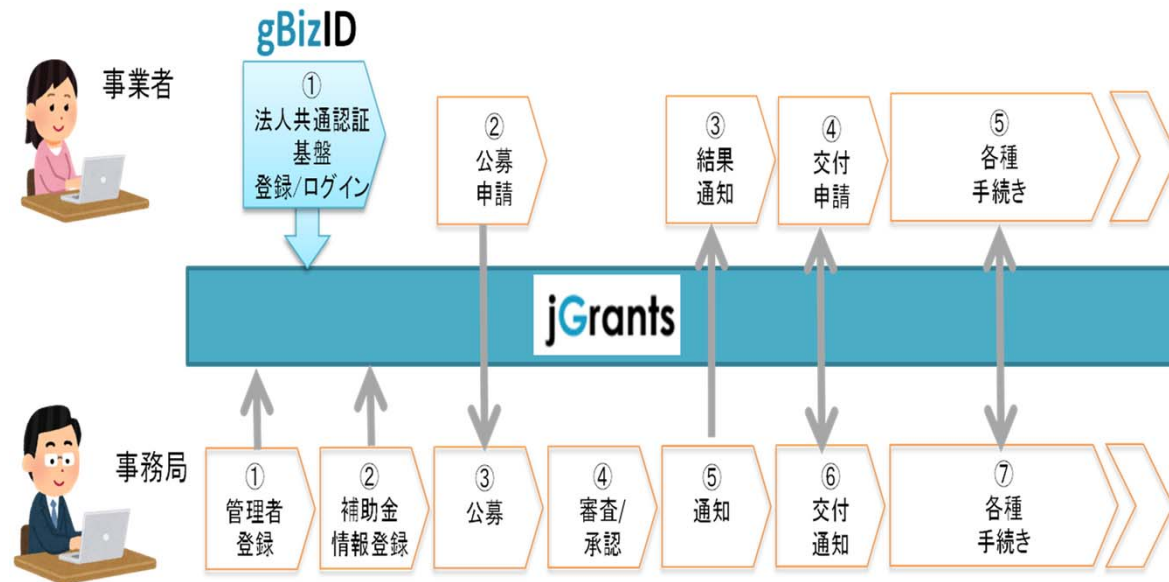 gBizID
事業者
①
法人共通認証
基盤
登録/ログイン
②
公募
申請
③
結果
通知
④
交付
申請
⑤
各種
手続き
jGrants
事務局
①
管理者
登録
②
補助金
情報登録
③
公募
④
審査/
承認
⑤
通知
⑥
交付
通知
⑦
各種
手続き